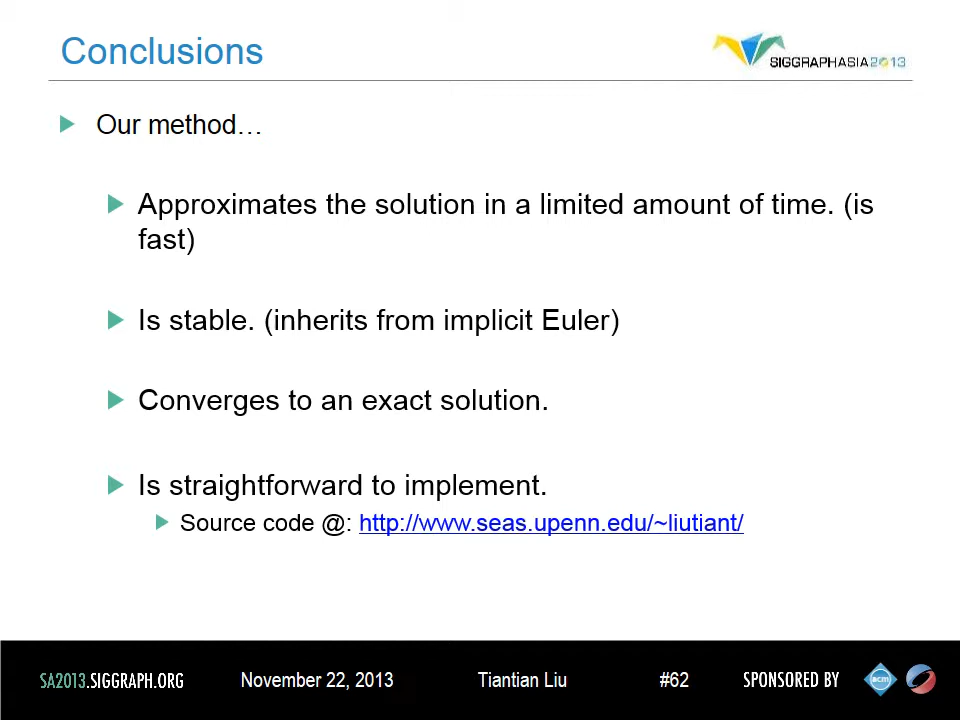 Conclusions
SIGGRAPHASIA2013
Our method…
Approximates the solution in a limited amount of time. (is
fast)
Is stable. (inherits from implicit Euler)
Converges to an exact solution.
Is straightforward to implement.
Source code @: http://www.seas.upenn.edu/~liutiant/
SA2013.SIGGRAPH.ORG
November 22, 2013
Tiantian Liu
#62
SPONSORED BY
acm